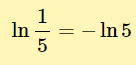 ln 1/5 = −ln 5